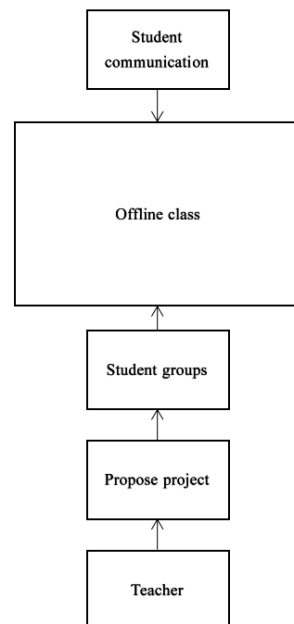 Student
communication
Offline class
Student groups
Propose project
Teacher